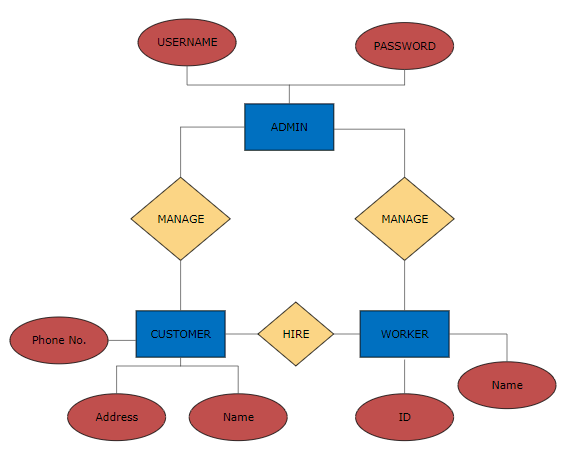 USERNAME
PASSWORD
ADMIN
MANAGE
MANAGE
CUSTOMER
HIRE
WORKER
Phone No.
Name
Address
Name
ID